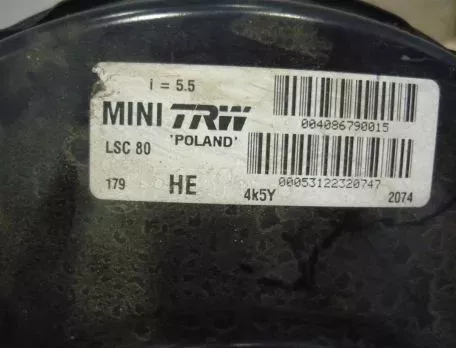 i = 5.5
MINI TRW
004086790015
LSC 80 'POLAND'
00053122320747
179 HE 4k5Y 2074